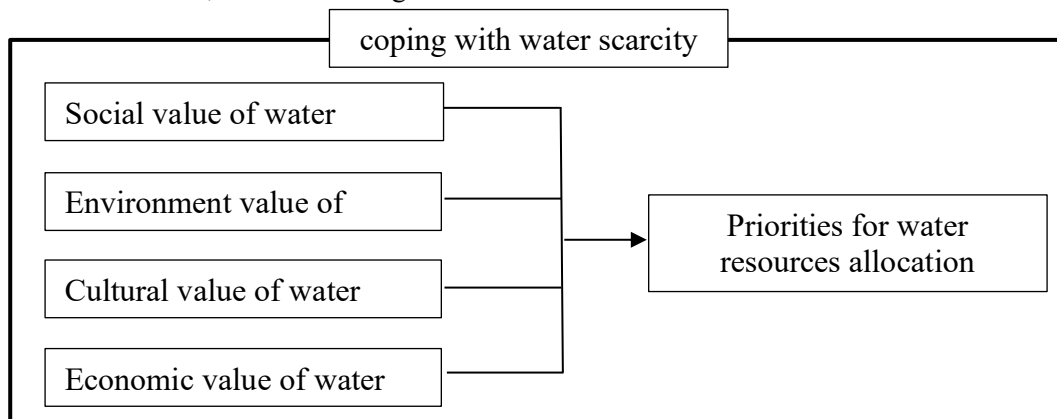 coping with water scarcity
Social value of water
Environment value of
Cultural value of water
Economic value of water
Priorities for water
resources allocation